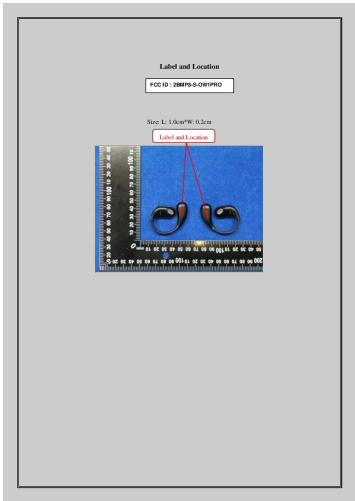 Label and Location
FCC ID : 2BMP8-S-OW1PRO
Size: L: 1.0cm*W: 0.2cm
Label and Location